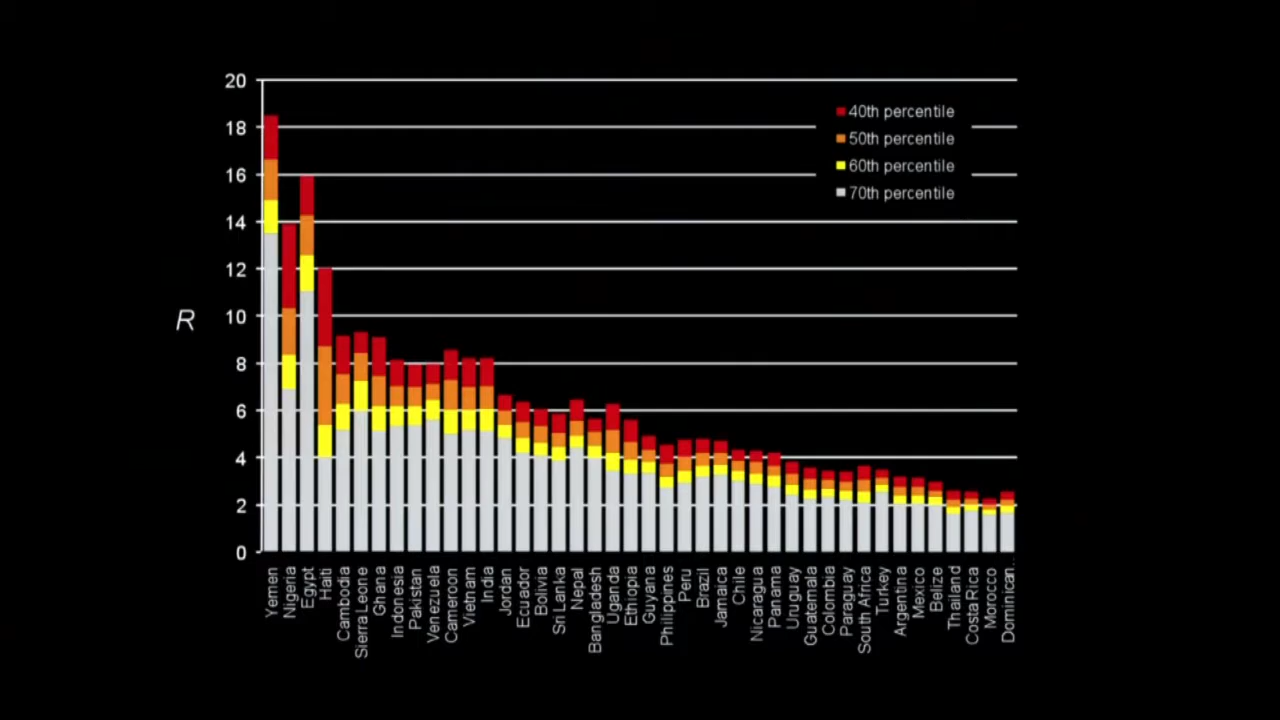 20
18
16
14
12
10
8
6
4
2
0
R
40th percentile
50th percentile
60th percentile
70th percentile
Yemen
Nigeria
Egypt
Haiti
Cambodia
Sierra Leone
Ghana
Indonesia
Pakistan
Venezuela
Cameroon
Vietnam
India
Jordan
Ecuador
Bolivia
Sri Lanka
Nepal
Bangladesh
Uganda
Ethiopia
Guyana
Philippines
Peru
Brazil
Jamaica
Chile
Nicaragua
Panama
Uruguay
Guatemala
Colombia
Paraguay
South Africa
Turkey
Argentina
Mexico
Belize
Thailand
Costa Rica
Morocco
Dominican...